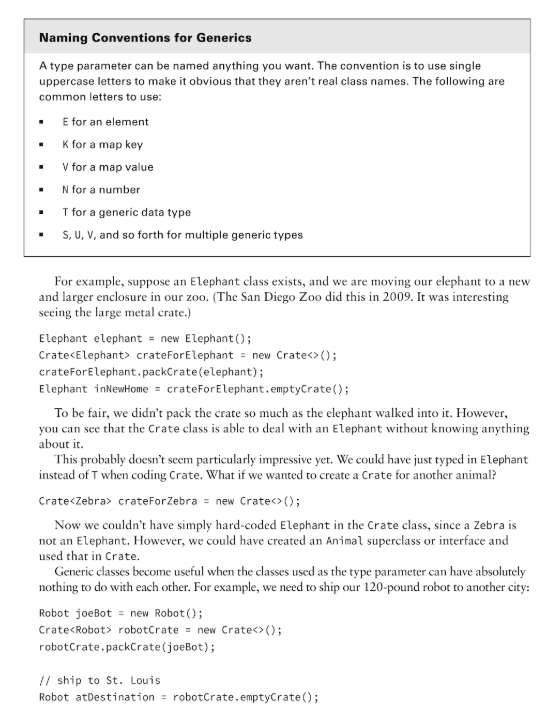 Naming Conventions for Generics
A type parameter can be named anything you want. The convention is to use single
uppercase letters to make it obvious that they aren't real class names. The following are
common letters to use:
▪ E for an element
▪ K for a map key
▪ V for a map value
▪ N for a number
▪ T for a generic data type
▪ S, U, V, and so forth for multiple generic types
For example, suppose an Elephant class exists, and we are moving our elephant to a new
and larger enclosure in our zoo. (The San Diego Zoo did this in 2009. It was interesting
seeing the large metal crate.)
Elephant elephant = new Elephant();
Crate<Elephant> crateForElephant = new Crate<>();
crateForElephant.packCrate(elephant);
Elephant inNewHome = crateForElephant.emptyCrate();
To be fair, we didn't pack the crate so much as the elephant walked into it. However,
you can see that the Crate class is able to deal with an Elephant without knowing anything
about it.
This probably doesn't seem particularly impressive yet. We could have just typed in Elephant
instead of T when coding Crate. What if we wanted to create a Crate for another animal?
Crate<Zebra> crateForZebra = new Crate<>();
Now we couldn't have simply hard-coded Elephant in the Crate class, since a Zebra is
not an Elephant. However, we could have created an Animal superclass or interface and
used that in Crate.
Generic classes become useful when the classes used as the type parameter can have absolutely
nothing to do with each other. For example, we need to ship our 120-pound robot to another city:
Robot joeBot = new Robot();
Crate<Robot> robotCrate = new Crate<>();
robotCrate.packCrate(joeBot);
// ship to St. Louis
Robot atDestination = robotCrate.emptyCrate();